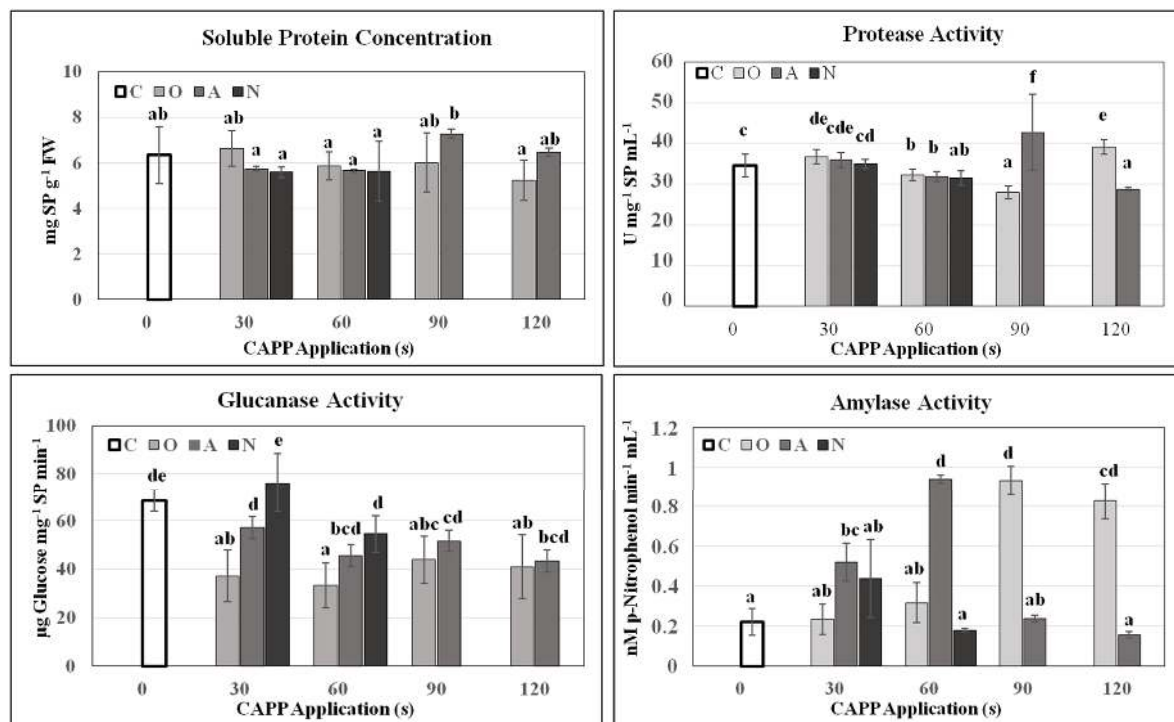 Soluble Protein Concentration
10
8
6
4
2
0
mg SP g⁻¹ FW
C O A N
ab
ab a a
a a a
a b
a ab
0 30 60 90 120
CAPP Application (s)
Protease Activity
60
50
40
30
20
10
0
U mg⁻¹ SP mL⁻¹
C O A N
c
de cde cd
b b ab
a f
e a
0 30 60 90 120
CAPP Application (s)
Glucanase Activity
100
80
60
40
20
0
µg Glucose mg⁻¹ SP min⁻¹
C O A N
de
ab d e
a bcd d
abc cd
ab bcd
0 30 60 90 120
CAPP Application (s)
Amylase Activity
1.2
1
0.8
0.6
0.4
0.2
0
nM p-Nitrophenol min⁻¹ mL⁻¹
C O A N
a
ab bc ab
ab d a
d ab
cd a
0 30 60 90 120
CAPP Application (s)